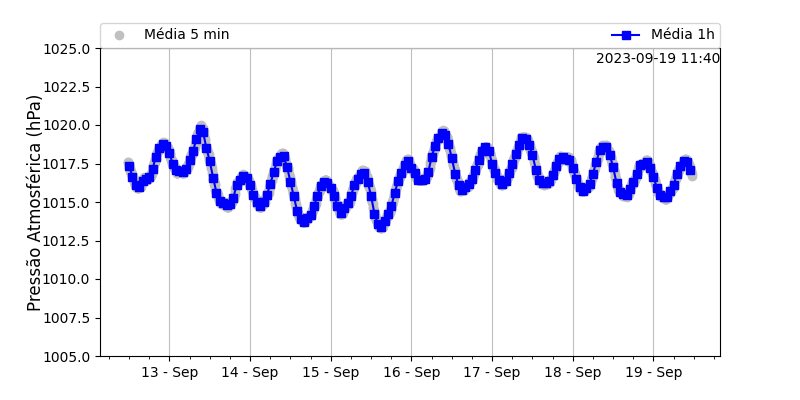 Média 5 min
Média 1h
2023-09-19 11:40
Pressão Atmosférica (hPa)
1025.0
1022.5
1020.0
1017.5
1015.0
1012.5
1010.0
1007.5
1005.0
13 - Sep
14 - Sep
15 - Sep
16 - Sep
17 - Sep
18 - Sep
19 - Sep